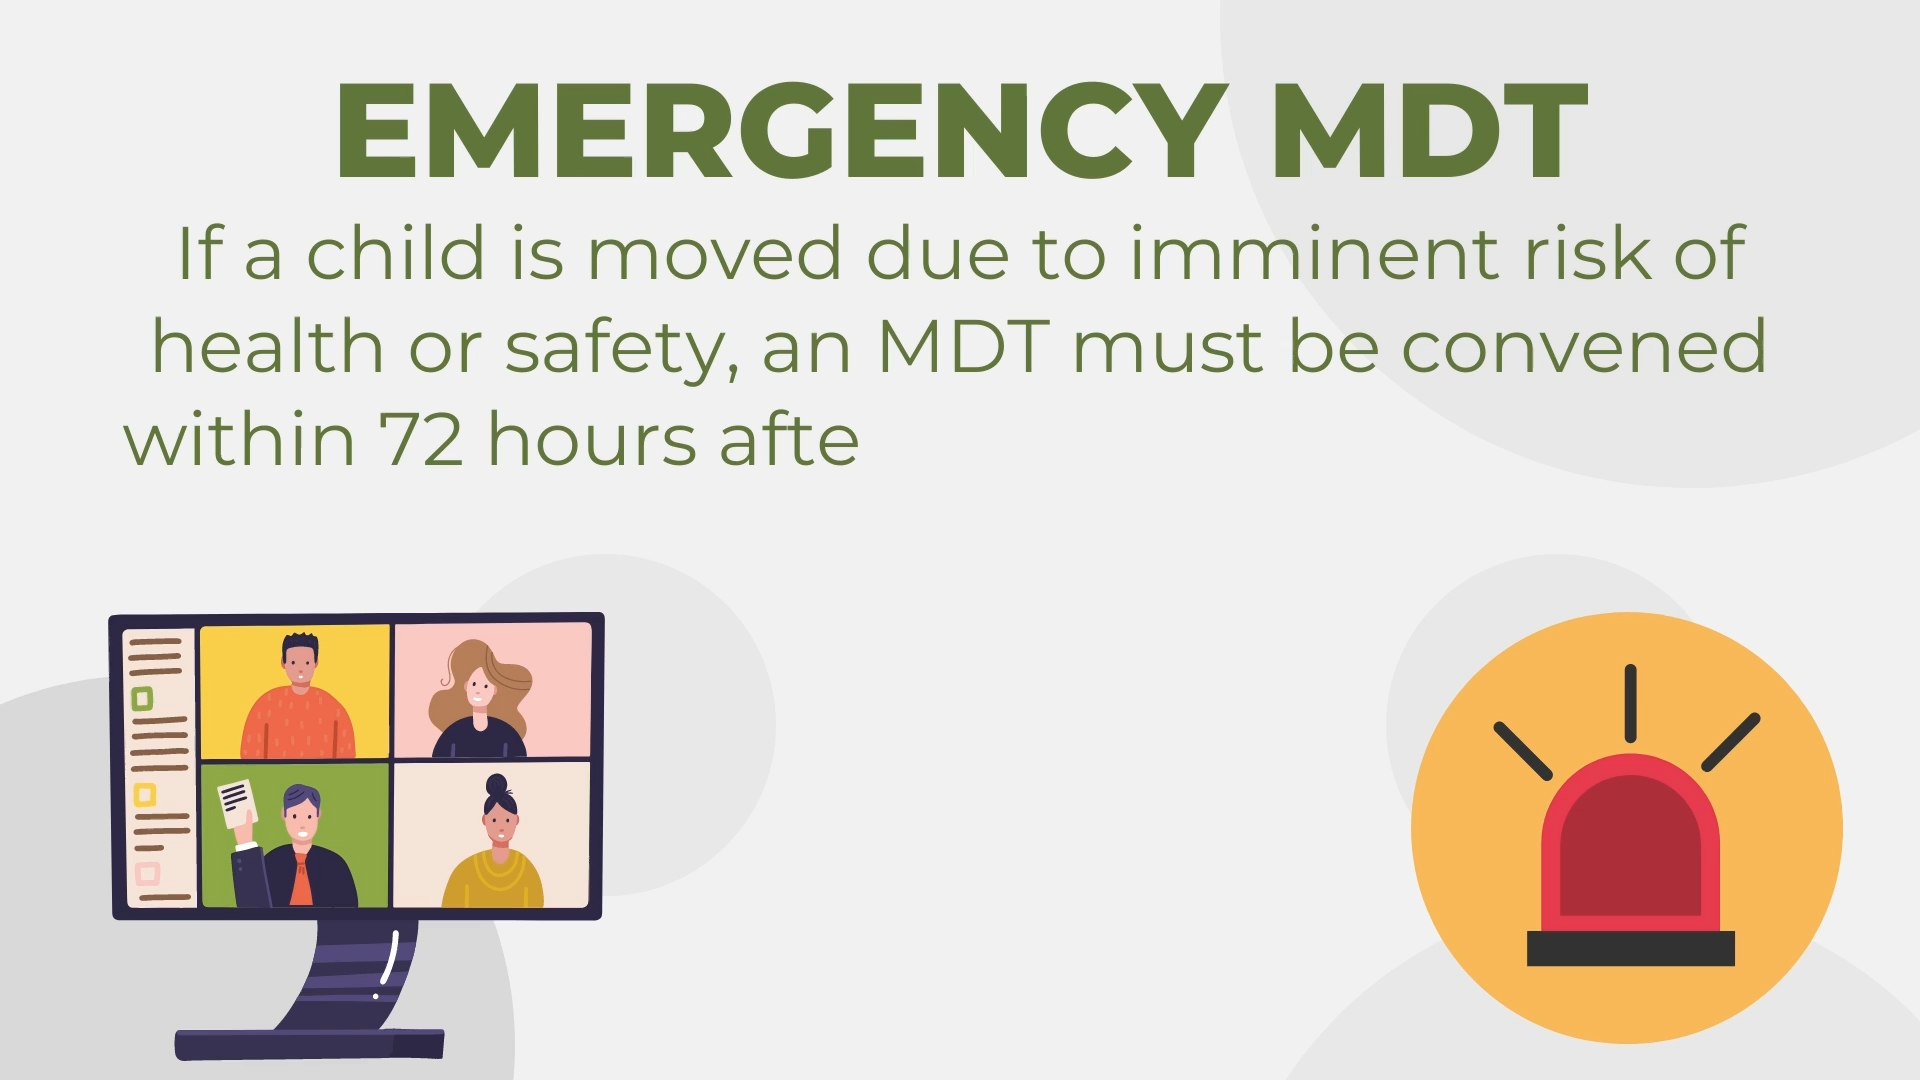 EMERGENCY MDT
If a child is moved due to imminent risk of
health or safety, an MDT must be convened
within 72 hours afte